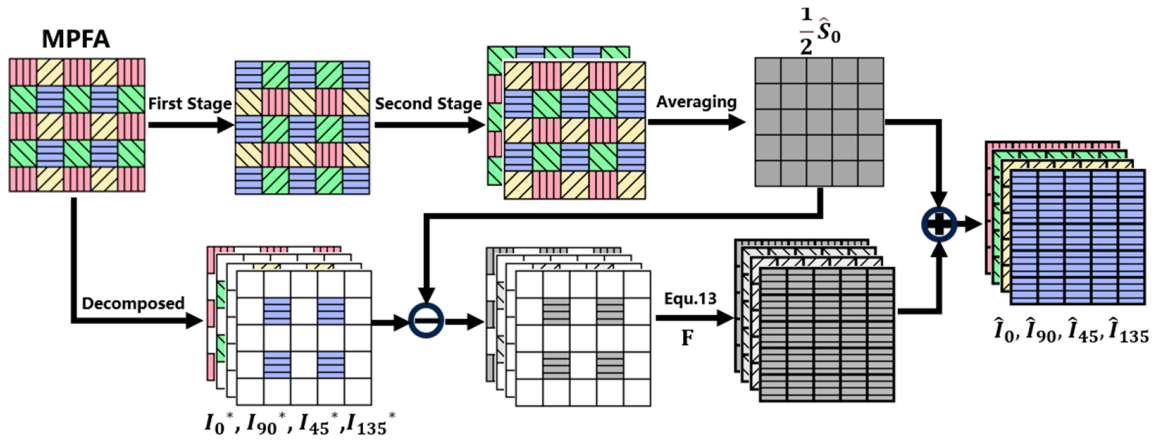 MPFA
First Stage
Second Stage
Averaging
1/2 Ŝ₀
Decomposed
I₀*, I₉₀*, I₄₅*, I₁₃₅*
Equ.13
F
Î₀, Î₉₀, Î₄₅, Î₁₃₅